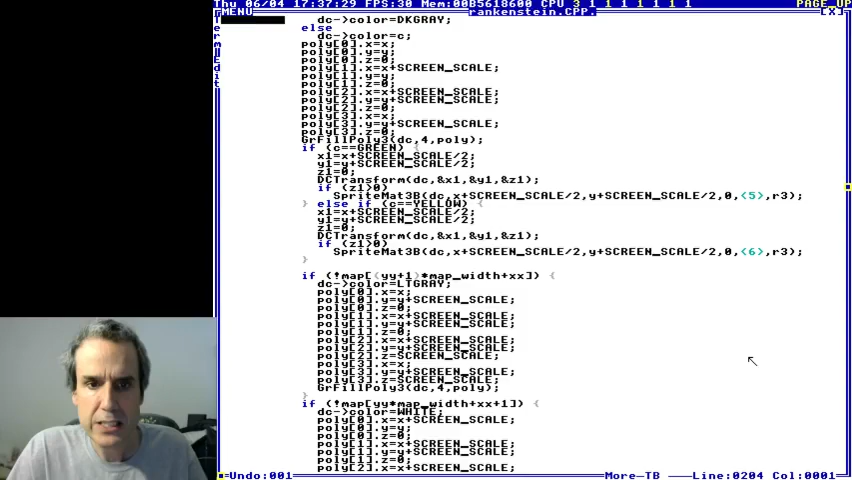 Thu 06/04 17:37:29 FPS:30 Mem:00B5618600 CPU 3 1 1 1 1 1 1 1 PAGE_UP
MENU rankenstein.CPP. [X]
TermEdit
dc->color=DKGRAY;
else
dc->color=c;
poly[0].x=x;
poly[0].y=y;
poly[0].z=0;
poly[1].x=x+SCREEN_SCALE;
poly[1].y=y;
poly[1].z=0;
poly[2].x=x+SCREEN_SCALE;
poly[2].y=y+SCREEN_SCALE;
poly[2].z=0;
poly[3].x=x;
poly[3].y=y+SCREEN_SCALE;
poly[3].z=0;
GrFillPoly3(dc,4,poly);
if (c==GREEN) {
x1=x+SCREEN_SCALE/2;
y1=y+SCREEN_SCALE/2;
z1=0;
DCTransform(dc,&x1,&y1,&z1);
if (z1>0)
SpriteMat3B(dc,x+SCREEN_SCALE/2,y+SCREEN_SCALE/2,0,<5>,r3);
} else if (c==YELLOW) {
x1=x+SCREEN_SCALE/2;
y1=y+SCREEN_SCALE/2;
z1=0;
DCTransform(dc,&x1,&y1,&z1);
if (z1>0)
SpriteMat3B(dc,x+SCREEN_SCALE/2,y+SCREEN_SCALE/2,0,<6>,r3);
}
if (!map[(yy+1)*map_width+xx]) {
dc->color=LTGRAY;
poly[0].x=x;
poly[0].y=y+SCREEN_SCALE;
poly[0].z=0;
poly[1].x=x+SCREEN_SCALE;
poly[1].y=y+SCREEN_SCALE;
poly[1].z=0;
poly[2].x=x+SCREEN_SCALE;
poly[2].y=y+SCREEN_SCALE;
poly[2].z=SCREEN_SCALE;
poly[3].x=x;
poly[3].y=y+SCREEN_SCALE;
poly[3].z=SCREEN_SCALE;
GrFillPoly3(dc,4,poly);
}
if (!map[yy*map_width+xx+1]) {
dc->color=WHITE;
poly[0].x=x+SCREEN_SCALE;
poly[0].y=y;
poly[0].z=0;
poly[1].x=x+SCREEN_SCALE;
poly[1].y=y+SCREEN_SCALE;
poly[1].z=0;
poly[2].x=x+SCREEN_SCALE;
Undo:001 More-TB Line:0204 Col:0001